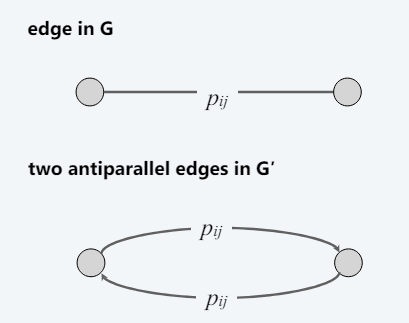 edge in G
pij
two antiparallel edges in G′
pij
pij